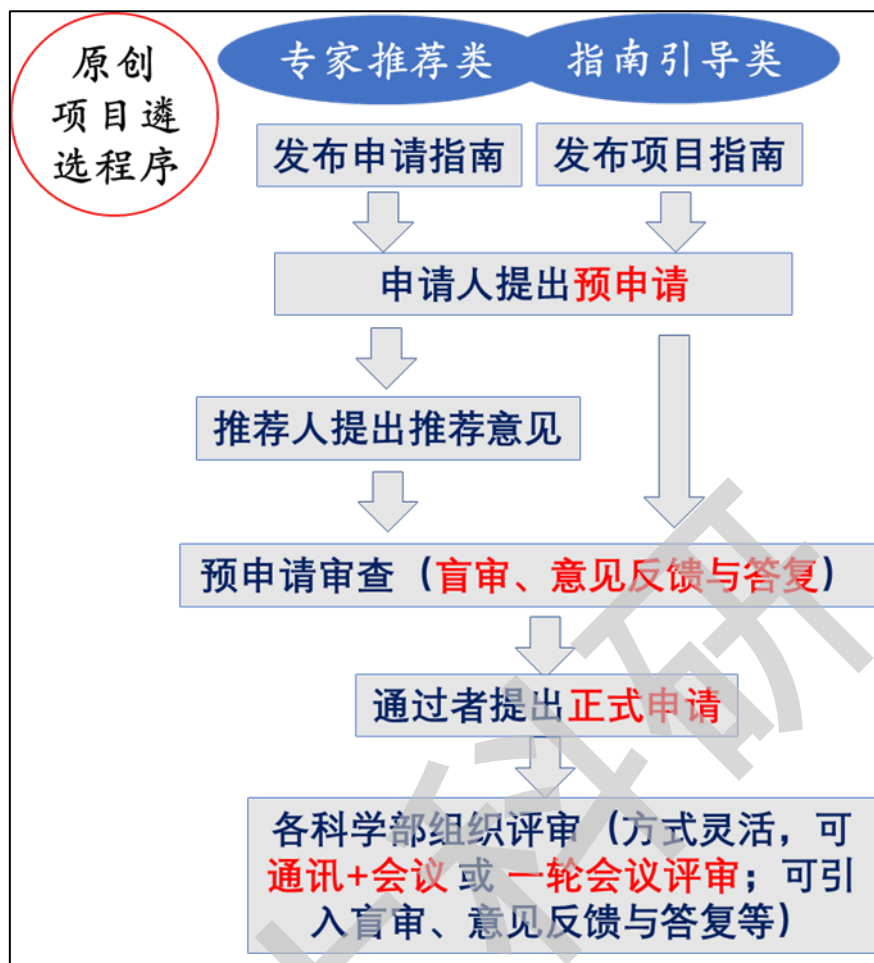 原创
项目遴
选程序
专家推荐类
指南引导类
发布申请指南
发布项目指南
申请人提出预申请
推荐人提出推荐意见
预申请审查（盲审、意见反馈与答复）
通过者提出正式申请
各科学部组织评审（方式灵活，可
通讯+会议 或 一轮会议评审；可引
入盲审、意见反馈与答复等）
科研